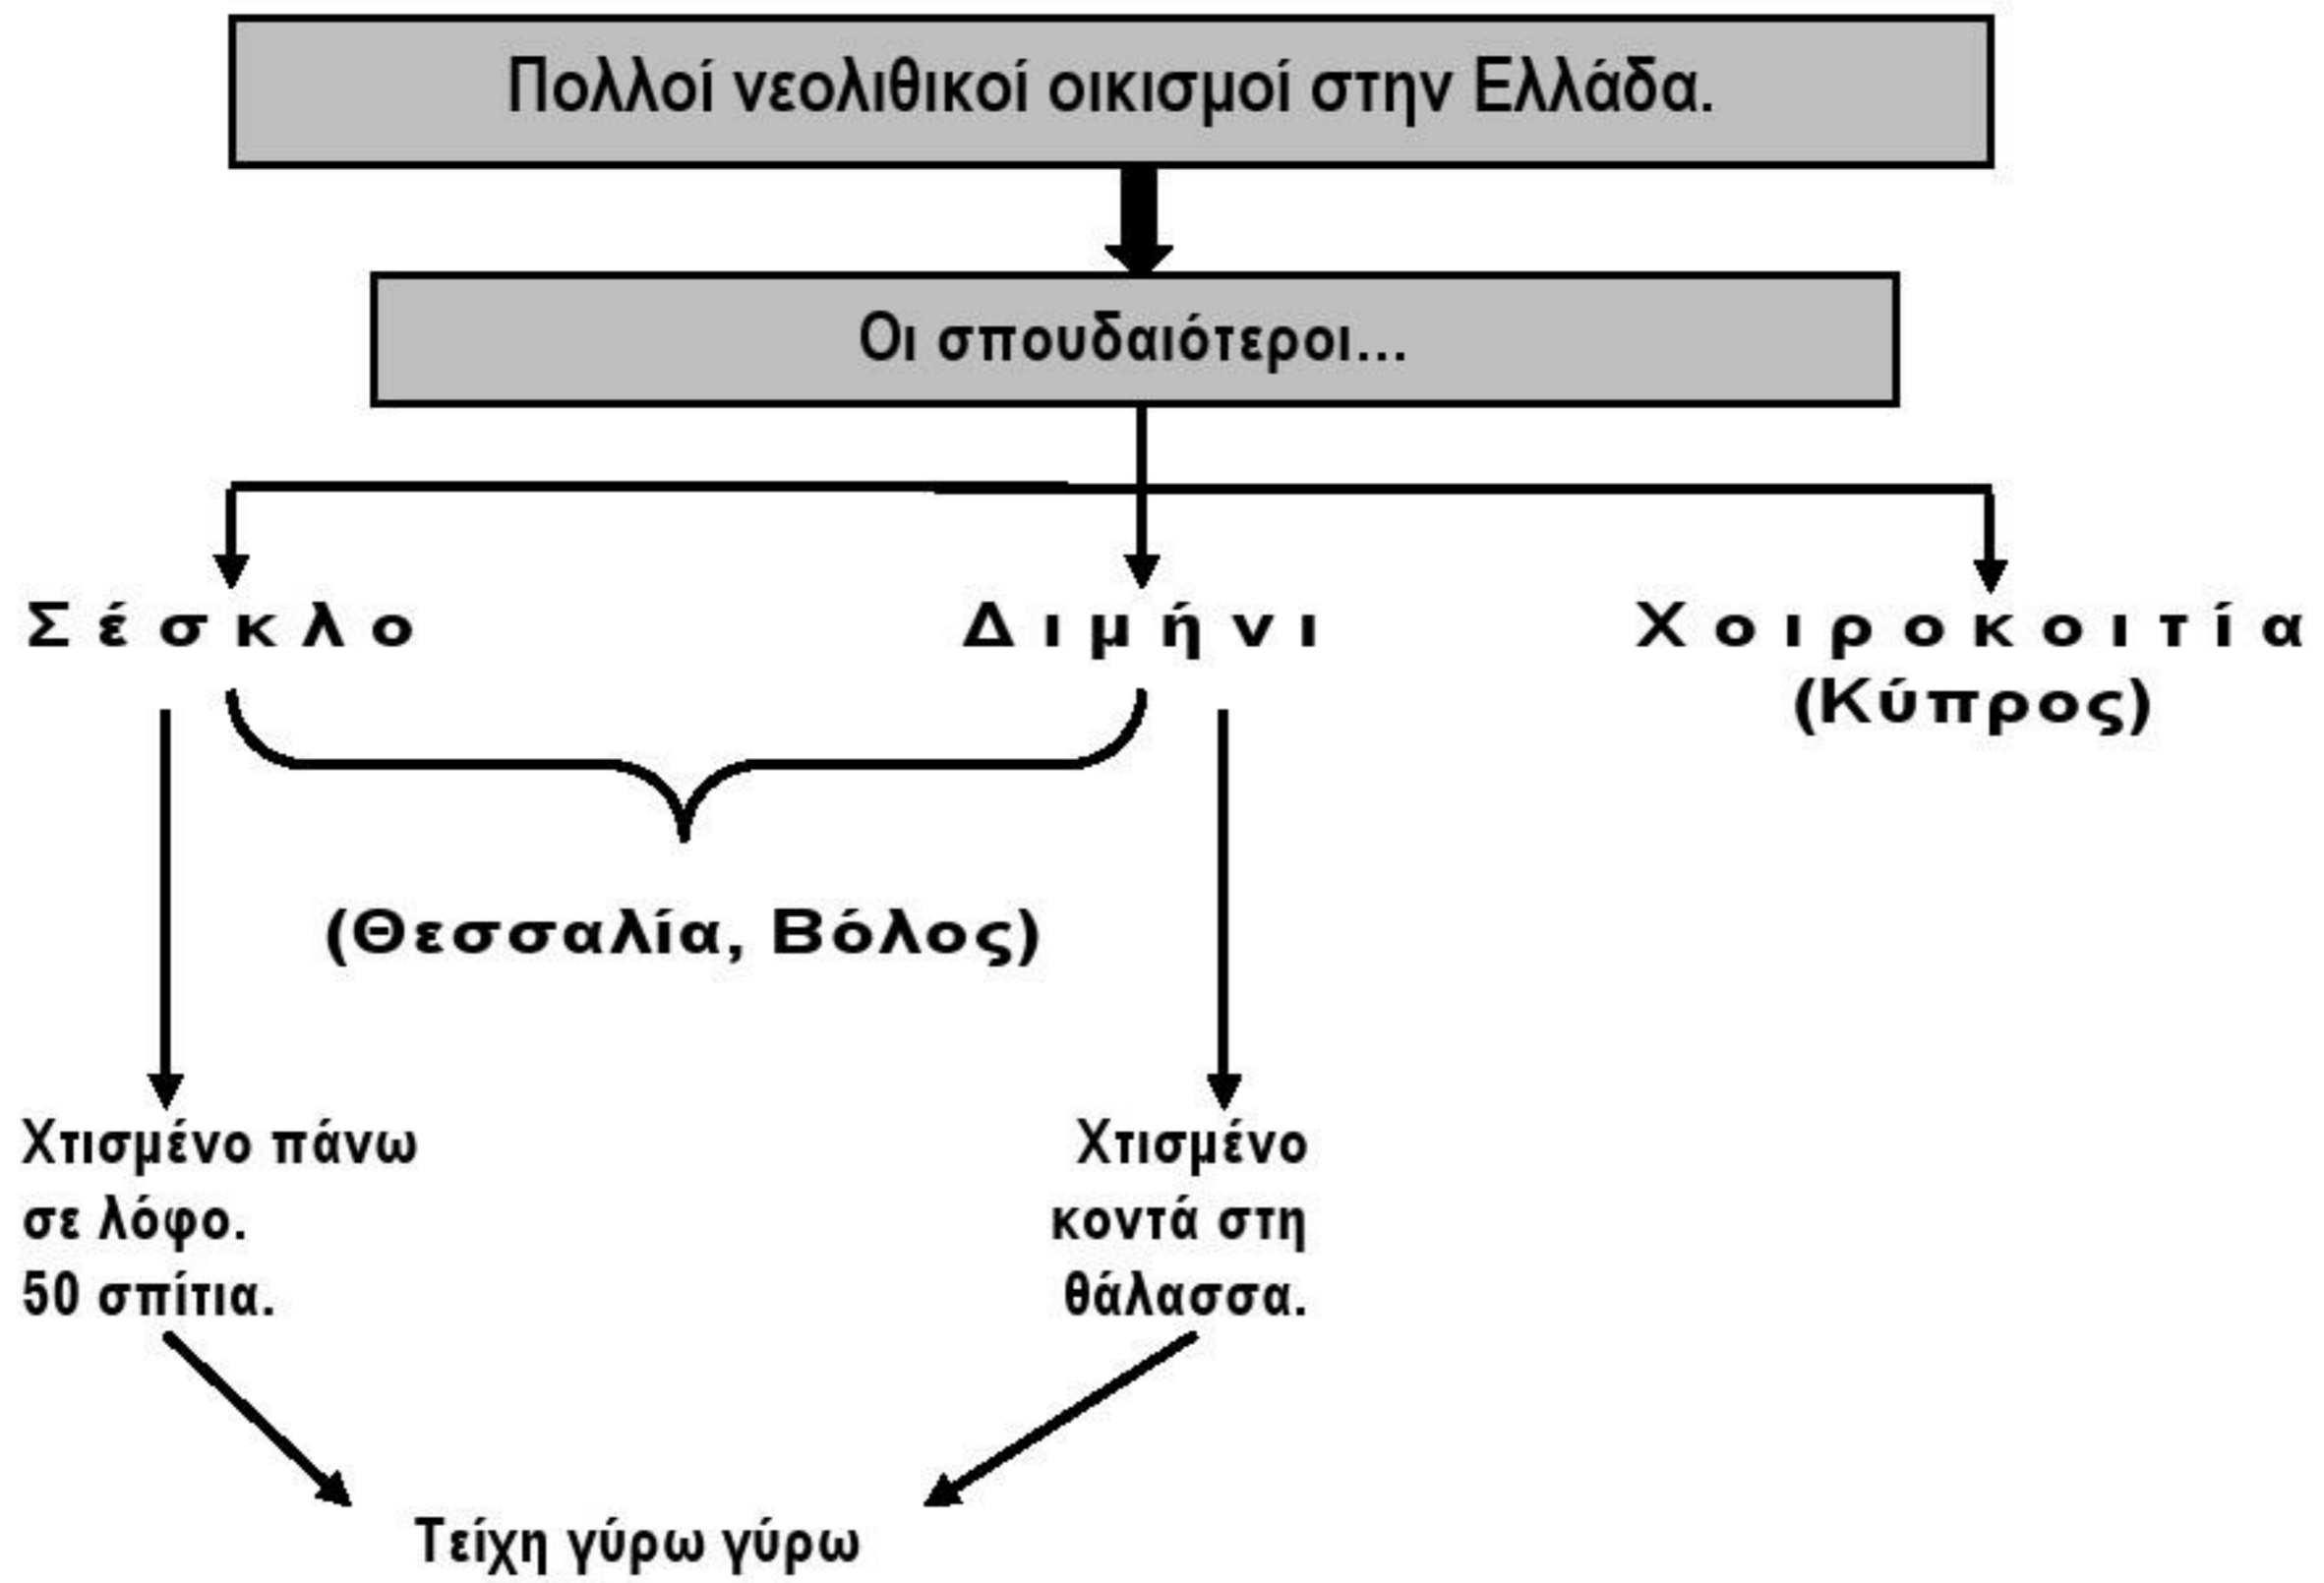 Πολλοί νεολιθικοί οικισμοί στην Ελλάδα.
Οι σπουδαιότεροι...
Σέσκλο
Διμήνι
Χοιροκοιτία
(Κύπρος)
(Θεσσαλία, Βόλος)
Χτισμένο πάνω
σε λόφο.
50 σπίτια.
Χτισμένο
κοντά στη
θάλασσα.
Τείχη γύρω γύρω